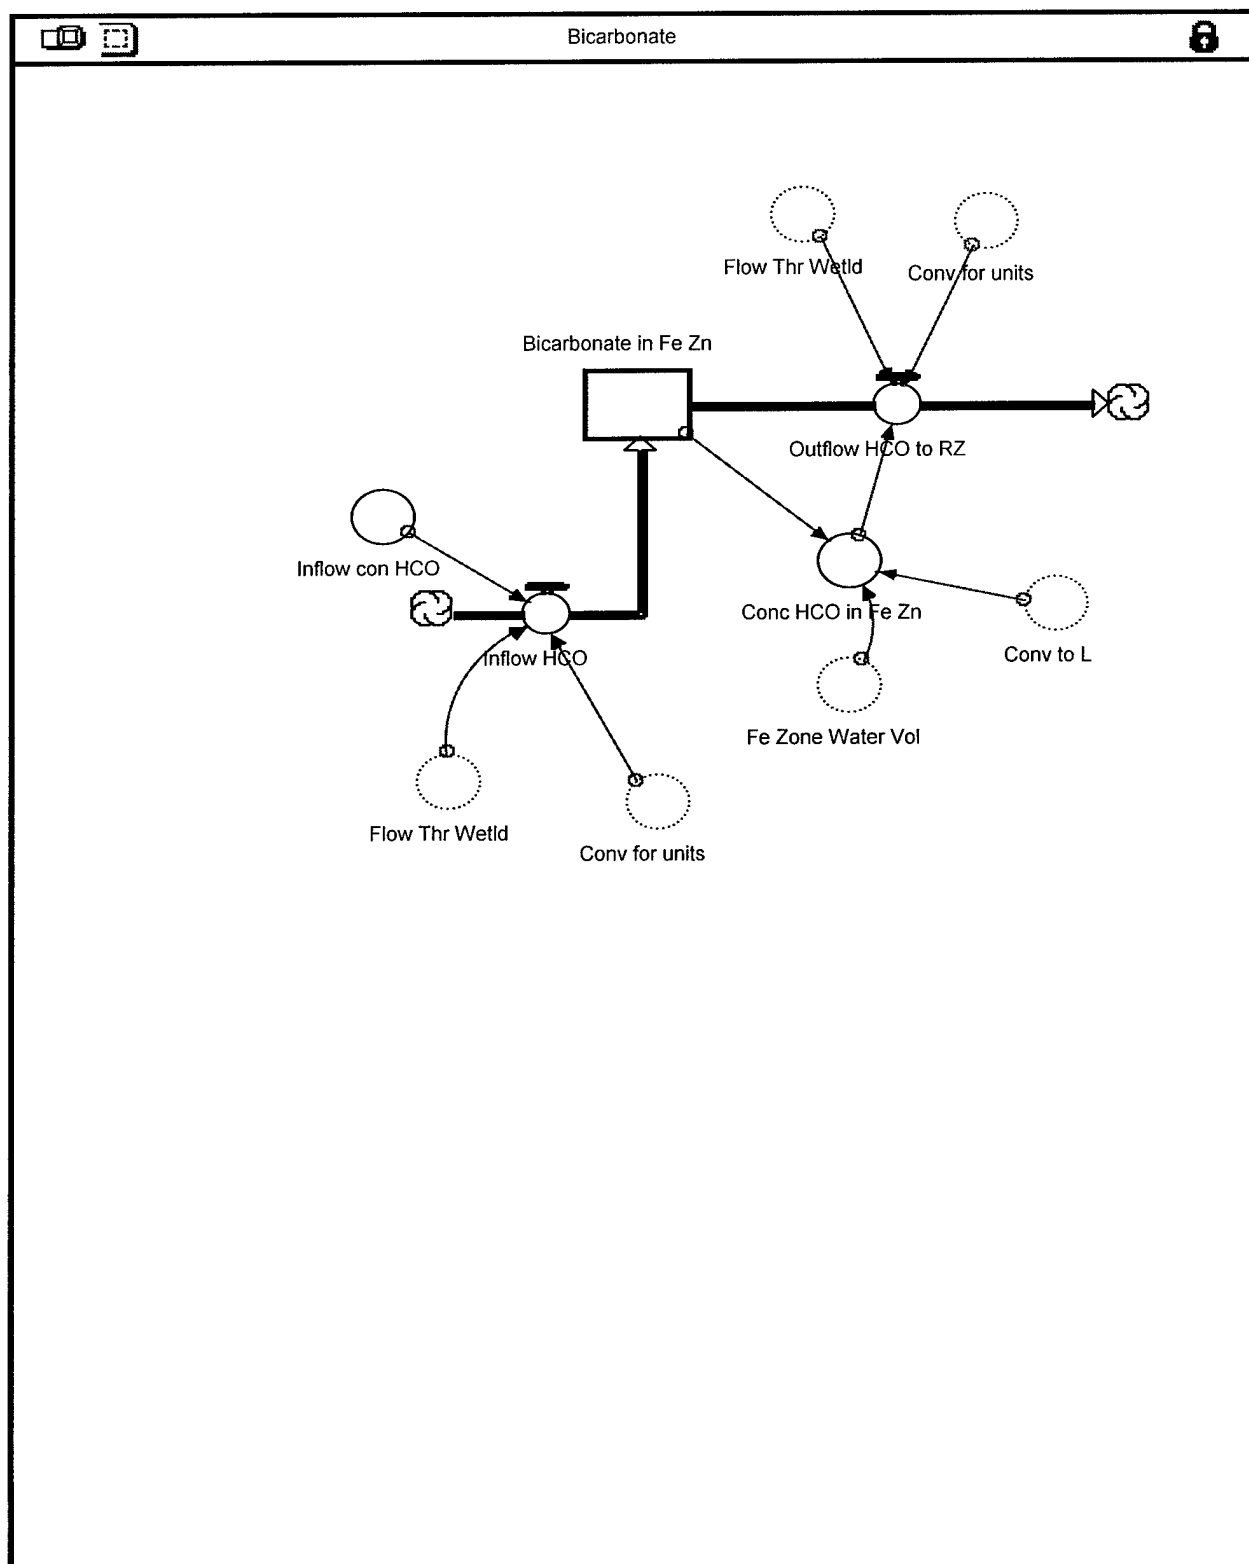 Bicarbonate
Flow Thr Wetld
Conv for units
Bicarbonate in Fe Zn
Outflow HCO to RZ
Inflow con HCO
Conc HCO in Fe Zn
Inflow HCO
Conv to L
Fe Zone Water Vol
Flow Thr Wetld
Conv for units